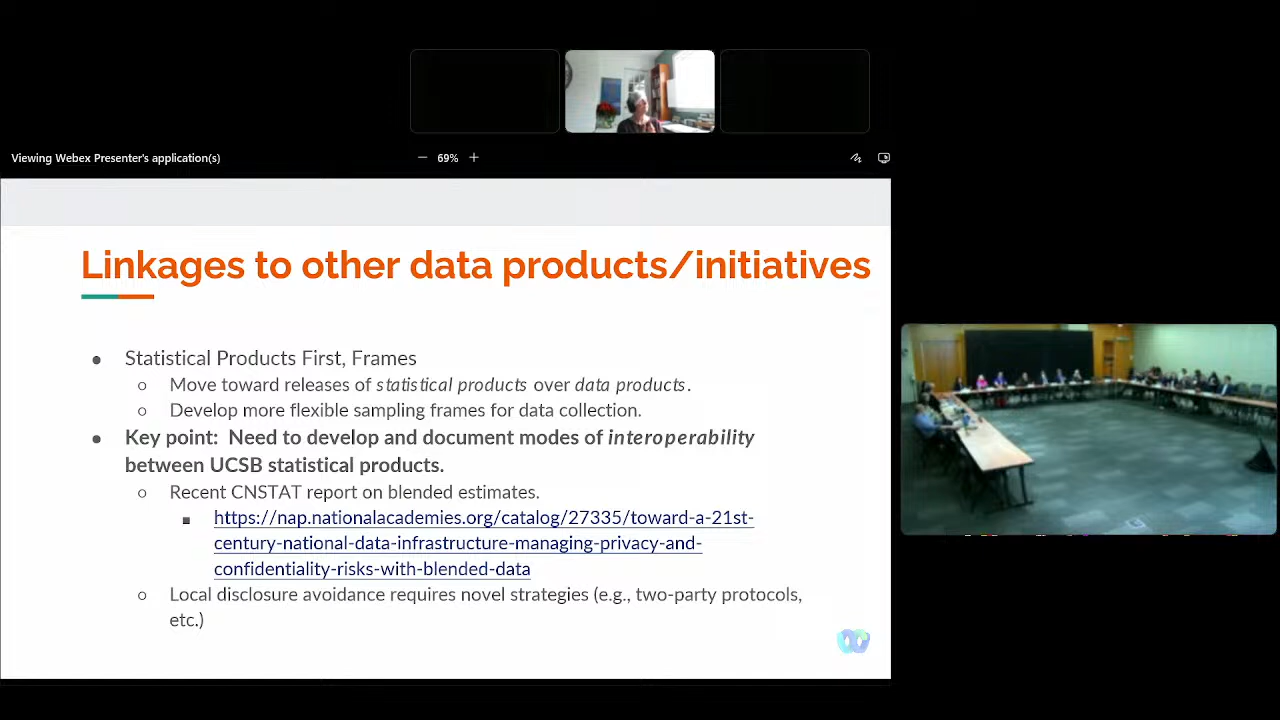 Viewing Webex Presenter's application(s)
69%
Linkages to other data products/initiatives
● Statistical Products First, Frames
○ Move toward releases of statistical products over data products.
○ Develop more flexible sampling frames for data collection.
● Key point: Need to develop and document modes of interoperability
between UCSB statistical products.
○ Recent CNSTAT report on blended estimates.
■ https://nap.nationalacademies.org/catalog/27335/toward-a-21st-
century-national-data-infrastructure-managing-privacy-and-
confidentiality-risks-with-blended-data
○ Local disclosure avoidance requires novel strategies (e.g., two-party protocols,
etc.)